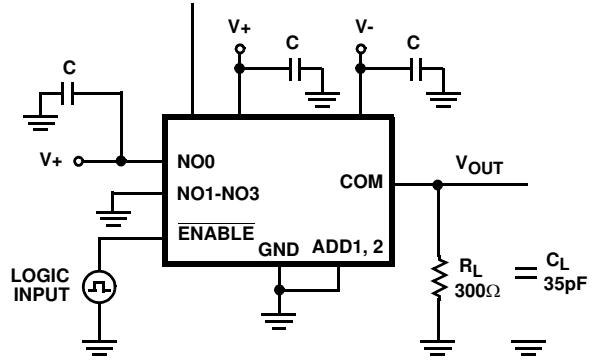 V+
V-
C
C
C
V+
NO0
NO1-NO3
ENABLE
COM
VOUT
GND
ADD1, 2
LOGIC
INPUT
RL
300Ω
CL
35pF